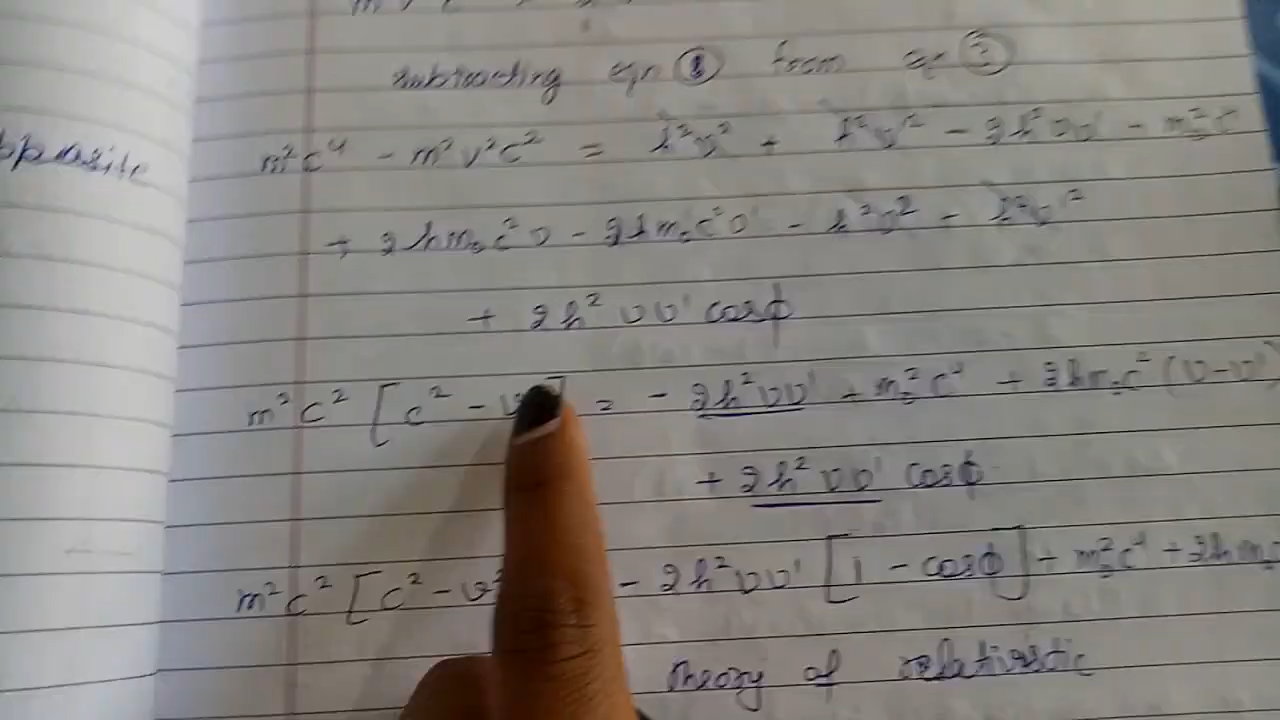 subtracting eqn ① from eqn ②
opposite
m²c⁴ - m²v²c² = h²ν² + h²ν'² - 2h²νν' - m₀²c
+ 2hm₀c²ν - 2hm₀c²ν' - h²ν² - h²ν'²
+ 2h²νν' cosφ
m²c² [c² - v²] = - 2h²νν' + m₀²c⁴ + 2hm₀c² (ν-ν')
+ 2h²νν' cosφ
m²c² [c² - v² - 2h²νν' [1 - cosφ] + m₀²c⁴ + 2hm₀
theory of relativistic